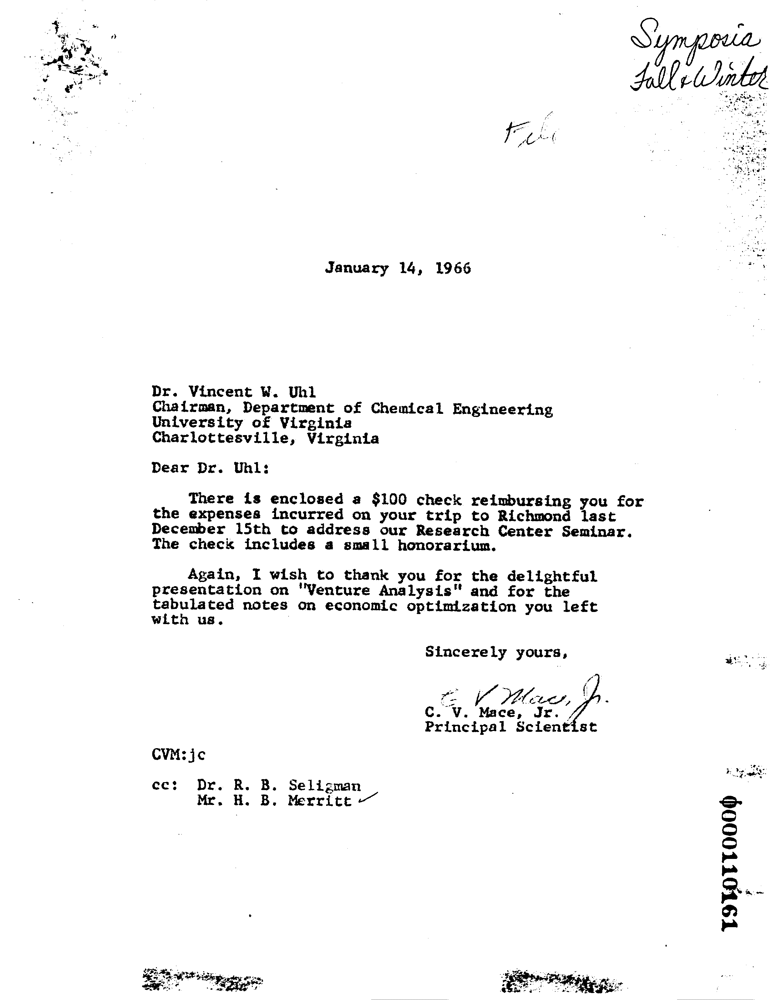 Symposia
Fall & Winter
File
January 14, 1966
Dr. Vincent W. Uhl
Chairman, Department of Chemical Engineering
University of Virginia
Charlottesville, Virginia
Dear Dr. Uhl:
There is enclosed a $100 check reimbursing you for
the expenses incurred on your trip to Richmond last
December 15th to address our Research Center Seminar.
The check includes a small honorarium.
Again, I wish to thank you for the delightful
presentation on "Venture Analysis" and for the
tabulated notes on economic optimization you left
with us.
Sincerely yours,
C V Mace, Jr.
C. V. Mace, Jr.
Principal Scientist
CVM:jc
cc: Dr. R. B. Seligman
Mr. H. B. Merritt ✓
0000110161